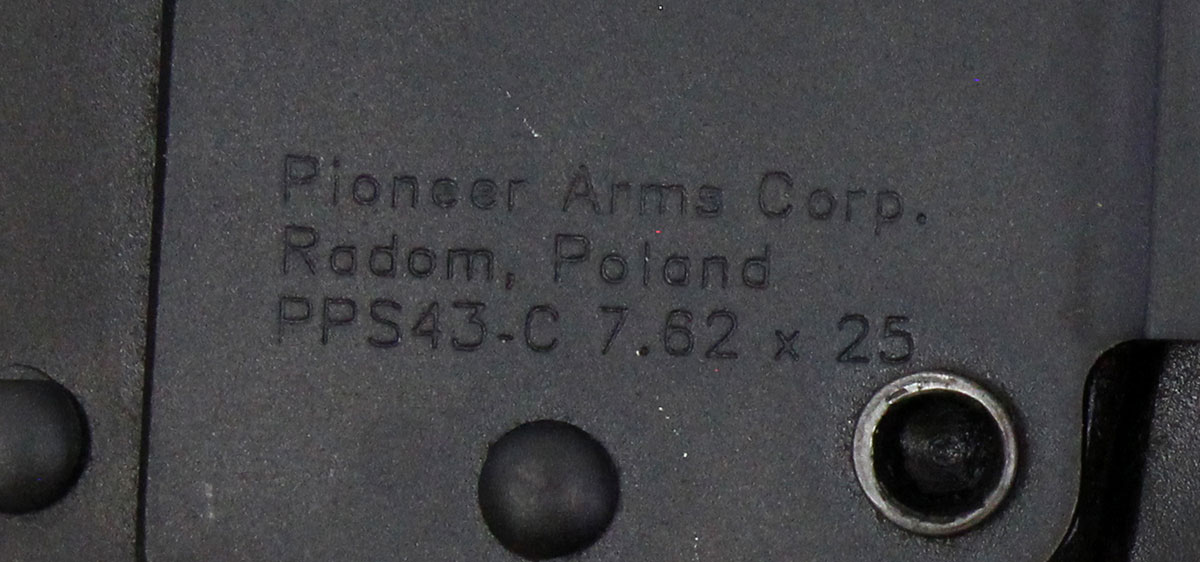 Pioneer Arms Corp.
Radom, Poland
PPS43-C 7.62 x 25